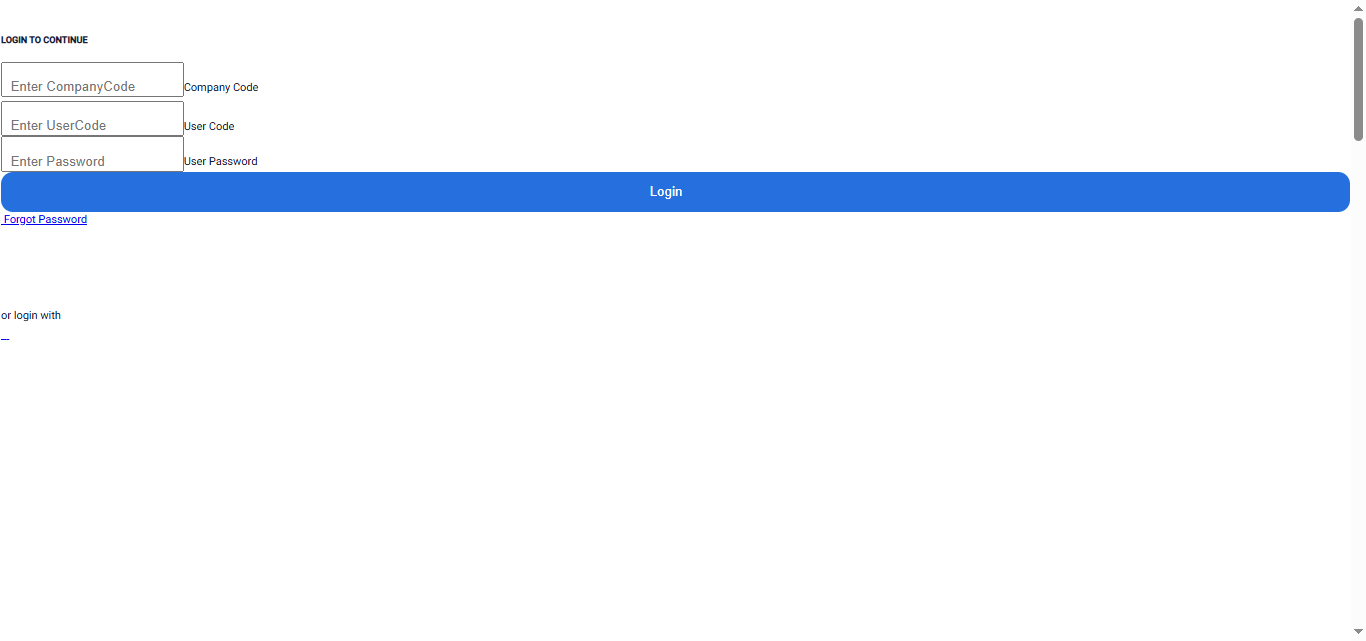 LOGIN TO CONTINUE
Enter CompanyCode Company Code
Enter UserCode User Code
Enter Password User Password
Login
Forgot Password
or login with